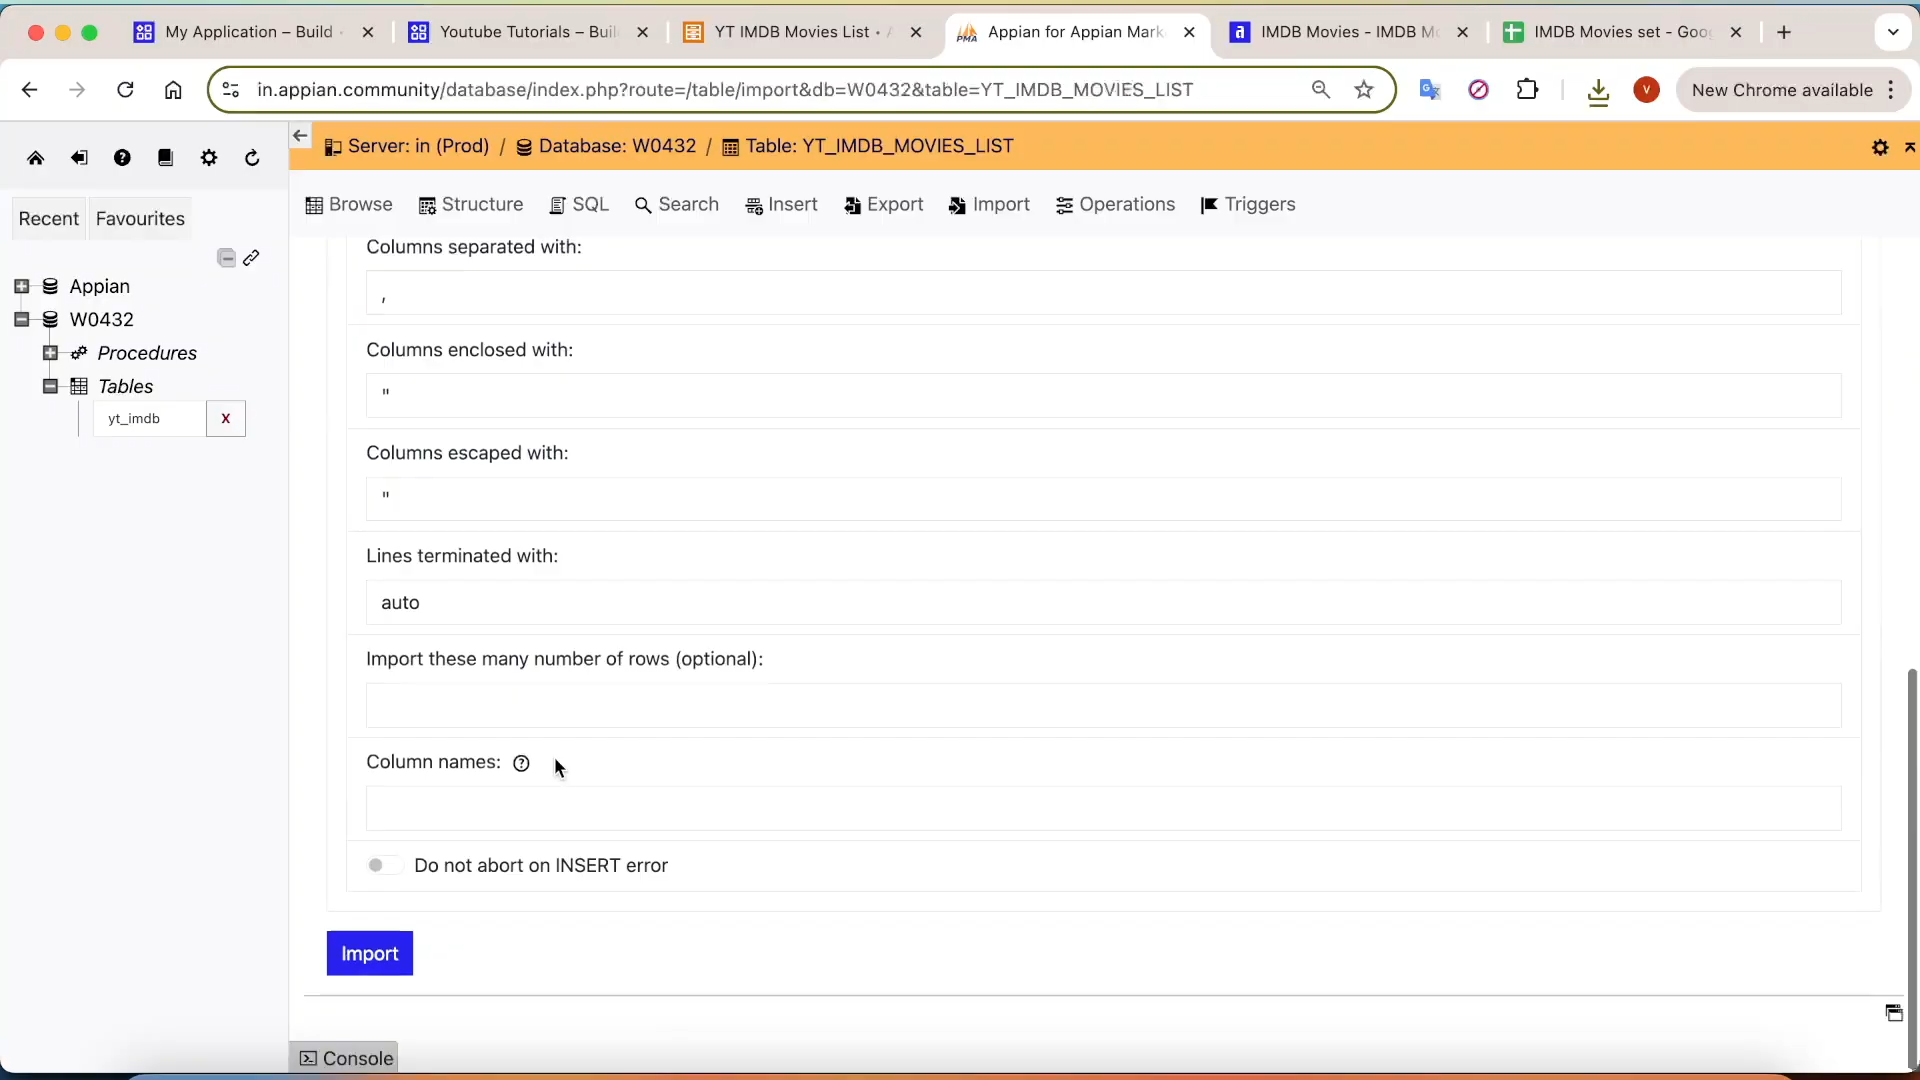 My Application – Build
Youtube Tutorials – Buil
YT IMDB Movies List •
Appian for Appian Mark
IMDB Movies - IMDB M
IMDB Movies set - Goo
in.appian.community/database/index.php?route=/table/import&db=W0432&table=YT_IMDB_MOVIES_LIST
V
New Chrome available
Server: in (Prod) / Database: W0432 / Table: YT_IMDB_MOVIES_LIST
Browse
Structure
SQL
Search
Insert
Export
Import
Operations
Triggers
Recent
Favourites
Appian
W0432
Procedures
Tables
yt_imdb
X
Columns separated with:
,
Columns enclosed with:
"
Columns escaped with:
"
Lines terminated with:
auto
Import these many number of rows (optional):
Column names:
Do not abort on INSERT error
Import
Console